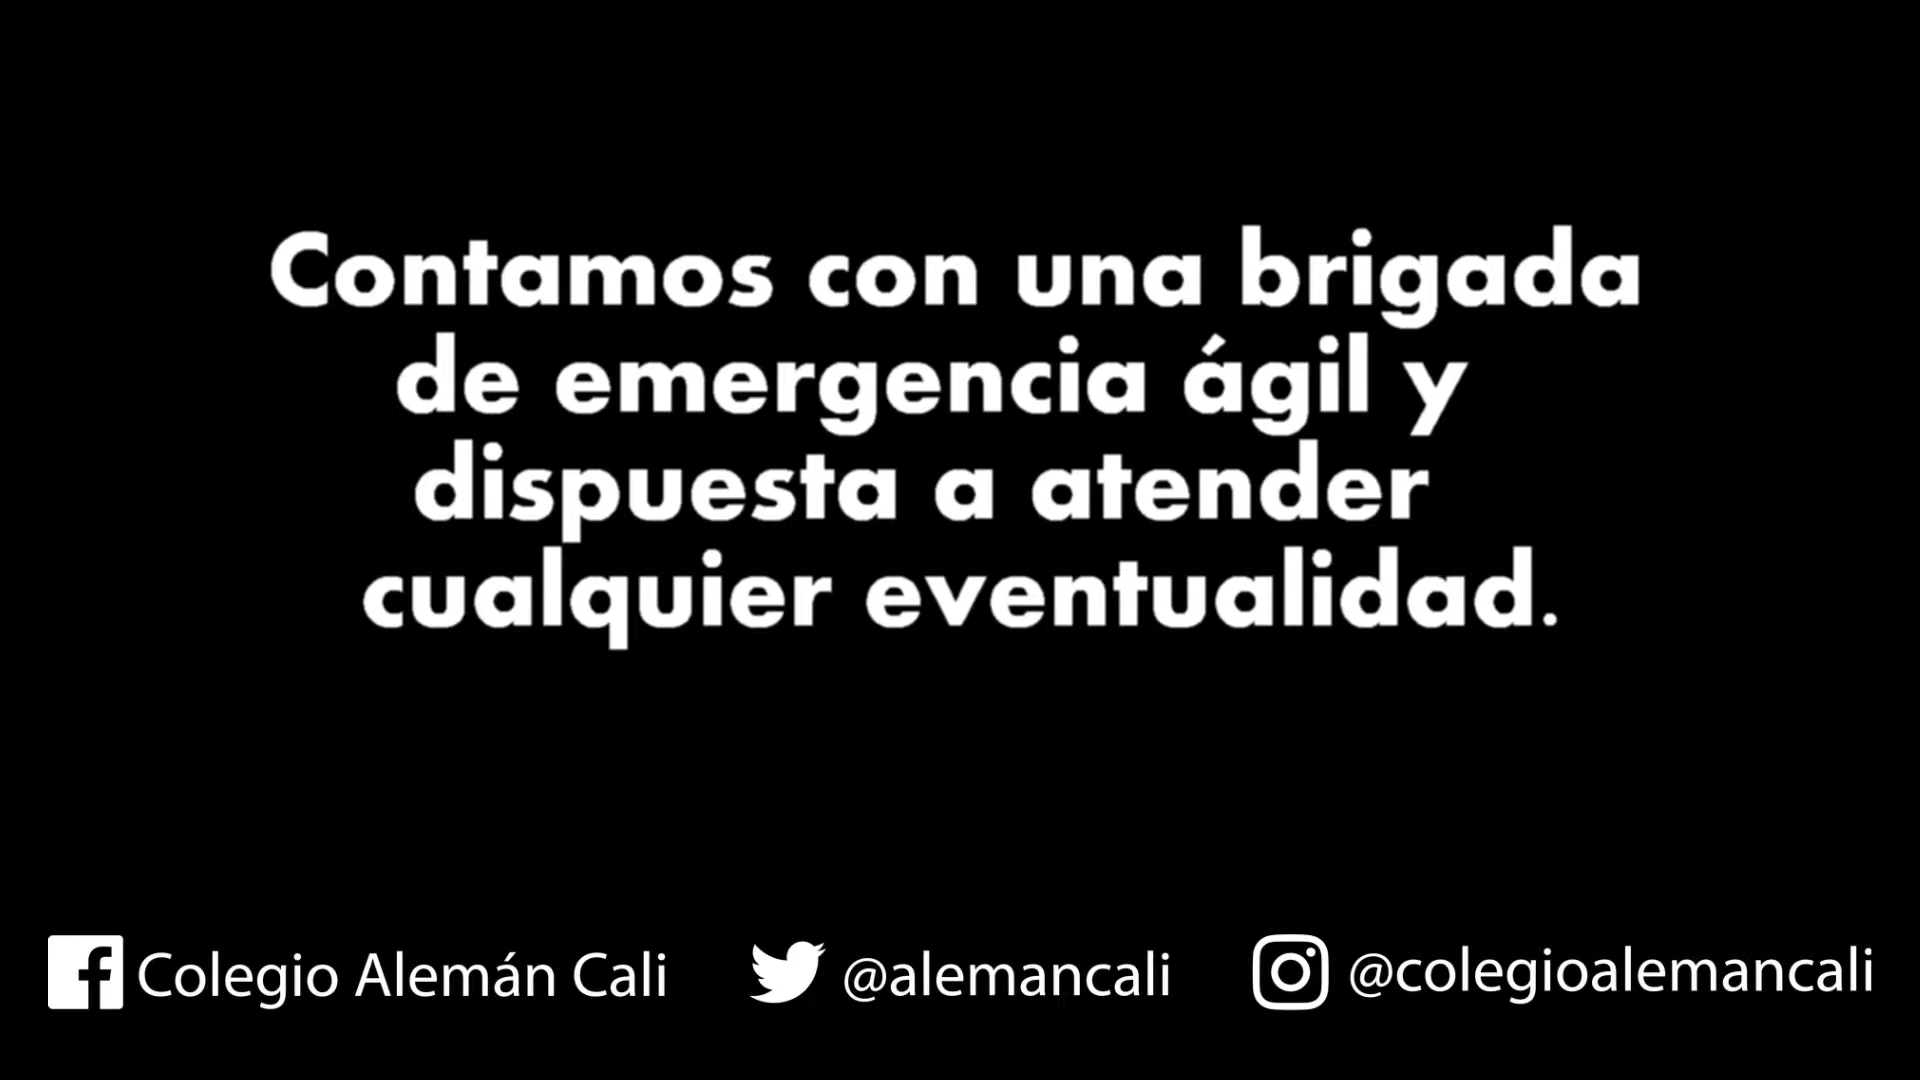 Contamos con una brigada
de emergencia ágil y
dispuesta a atender
cualquier eventualidad.
Colegio Alemán Cali @alemancali @colegioalemancali